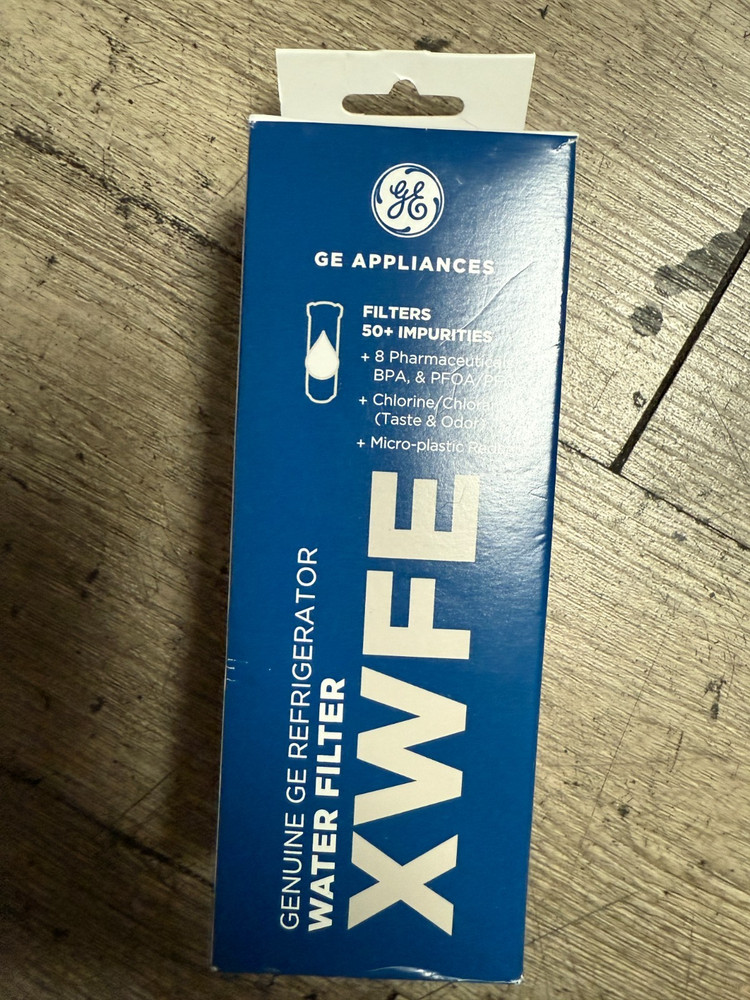 GE
GE APPLIANCES
FILTERS
50+ IMPURITIES
+ 8 Pharmaceutical
BPA, & PFOA/
+ Chlorine/
(Taste & Odor
+ Micro-plastic
GENUINE GE REFRIGERATOR
WATER FILTER
XWFE